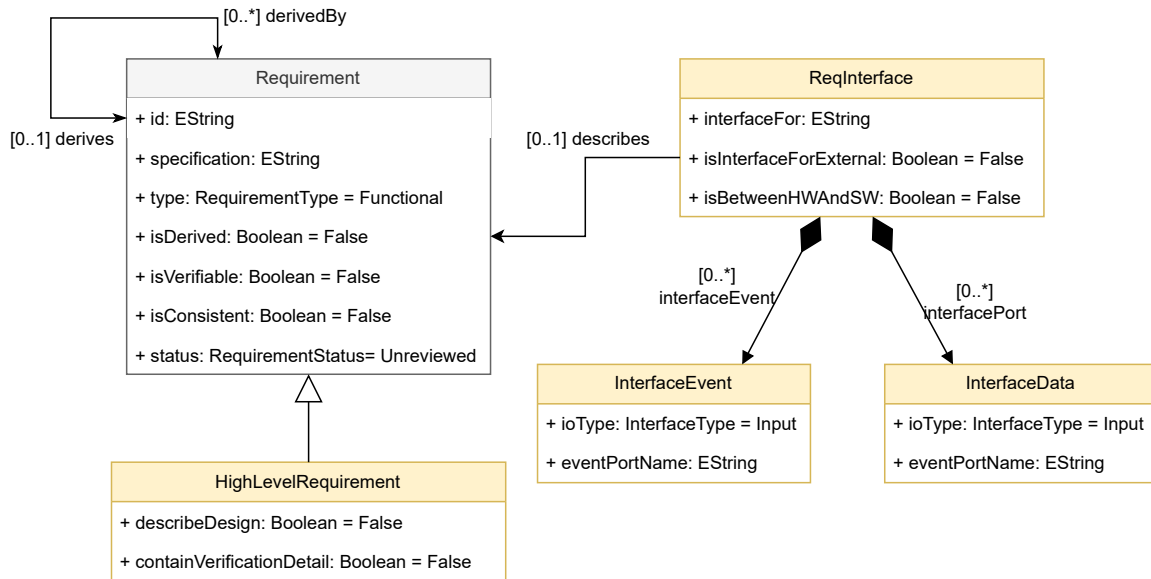 [0..*] derivedBy
Requirement
+ id: EString
[0..1] derives
+ specification: EString
+ type: RequirementType = Functional
+ isDerived: Boolean = False
+ isVerifiable: Boolean = False
+ isConsistent: Boolean = False
+ status: RequirementStatus= Unreviewed
[0..1] describes
ReqInterface
+ interfaceFor: EString
+ isInterfaceForExternal: Boolean = False
+ isBetweenHWAndSW: Boolean = False
[0..*]
interfaceEvent
[0..*]
interfacePort
InterfaceEvent
+ ioType: InterfaceType = Input
+ eventPortName: EString
InterfaceData
+ ioType: InterfaceType = Input
+ eventPortName: EString
HighLevelRequirement
+ describeDesign: Boolean = False
+ containVerificationDetail: Boolean = False